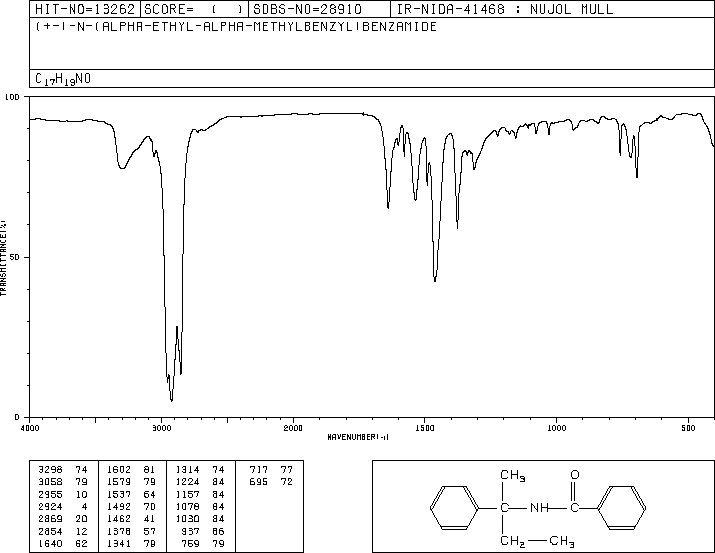 HIT-NO=13262 SCORE= ( ) SDBS-NO=28910 IR-NIDA-41468 : NUJOL MULL
(+-)-N-(ALPHA-ETHYL-ALPHA-METHYLBENZYL)BENZAMIDE
C17H19NO
100
50
0
TRANSMITTANCE(%)
4000 3000 2000 1500 1000 500
WAVENUMBER(-1)
3298 74 1602 81 1314 74 717 77
3058 79 1579 79 1224 84 695 72
2955 10 1537 64 1157 84
2924 4 1492 70 1078 84
2869 20 1462 41 1030 84
2854 12 1378 57 937 86
1640 62 1341 79 759 79
CH3 O
C NH C
CH2 CH3